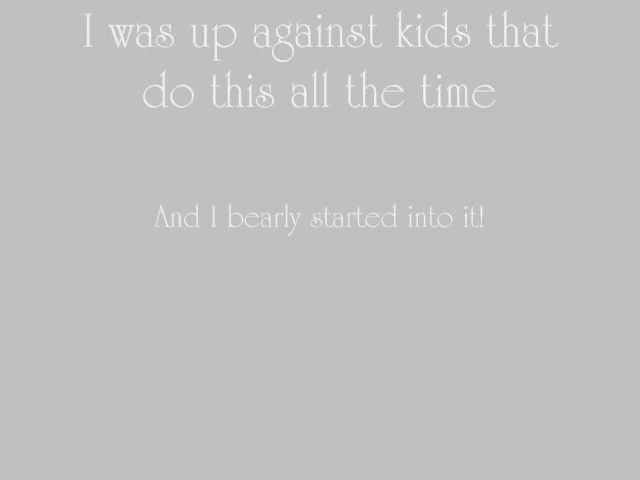 I was up against kids that
do this all the time
And I bearly started into it!